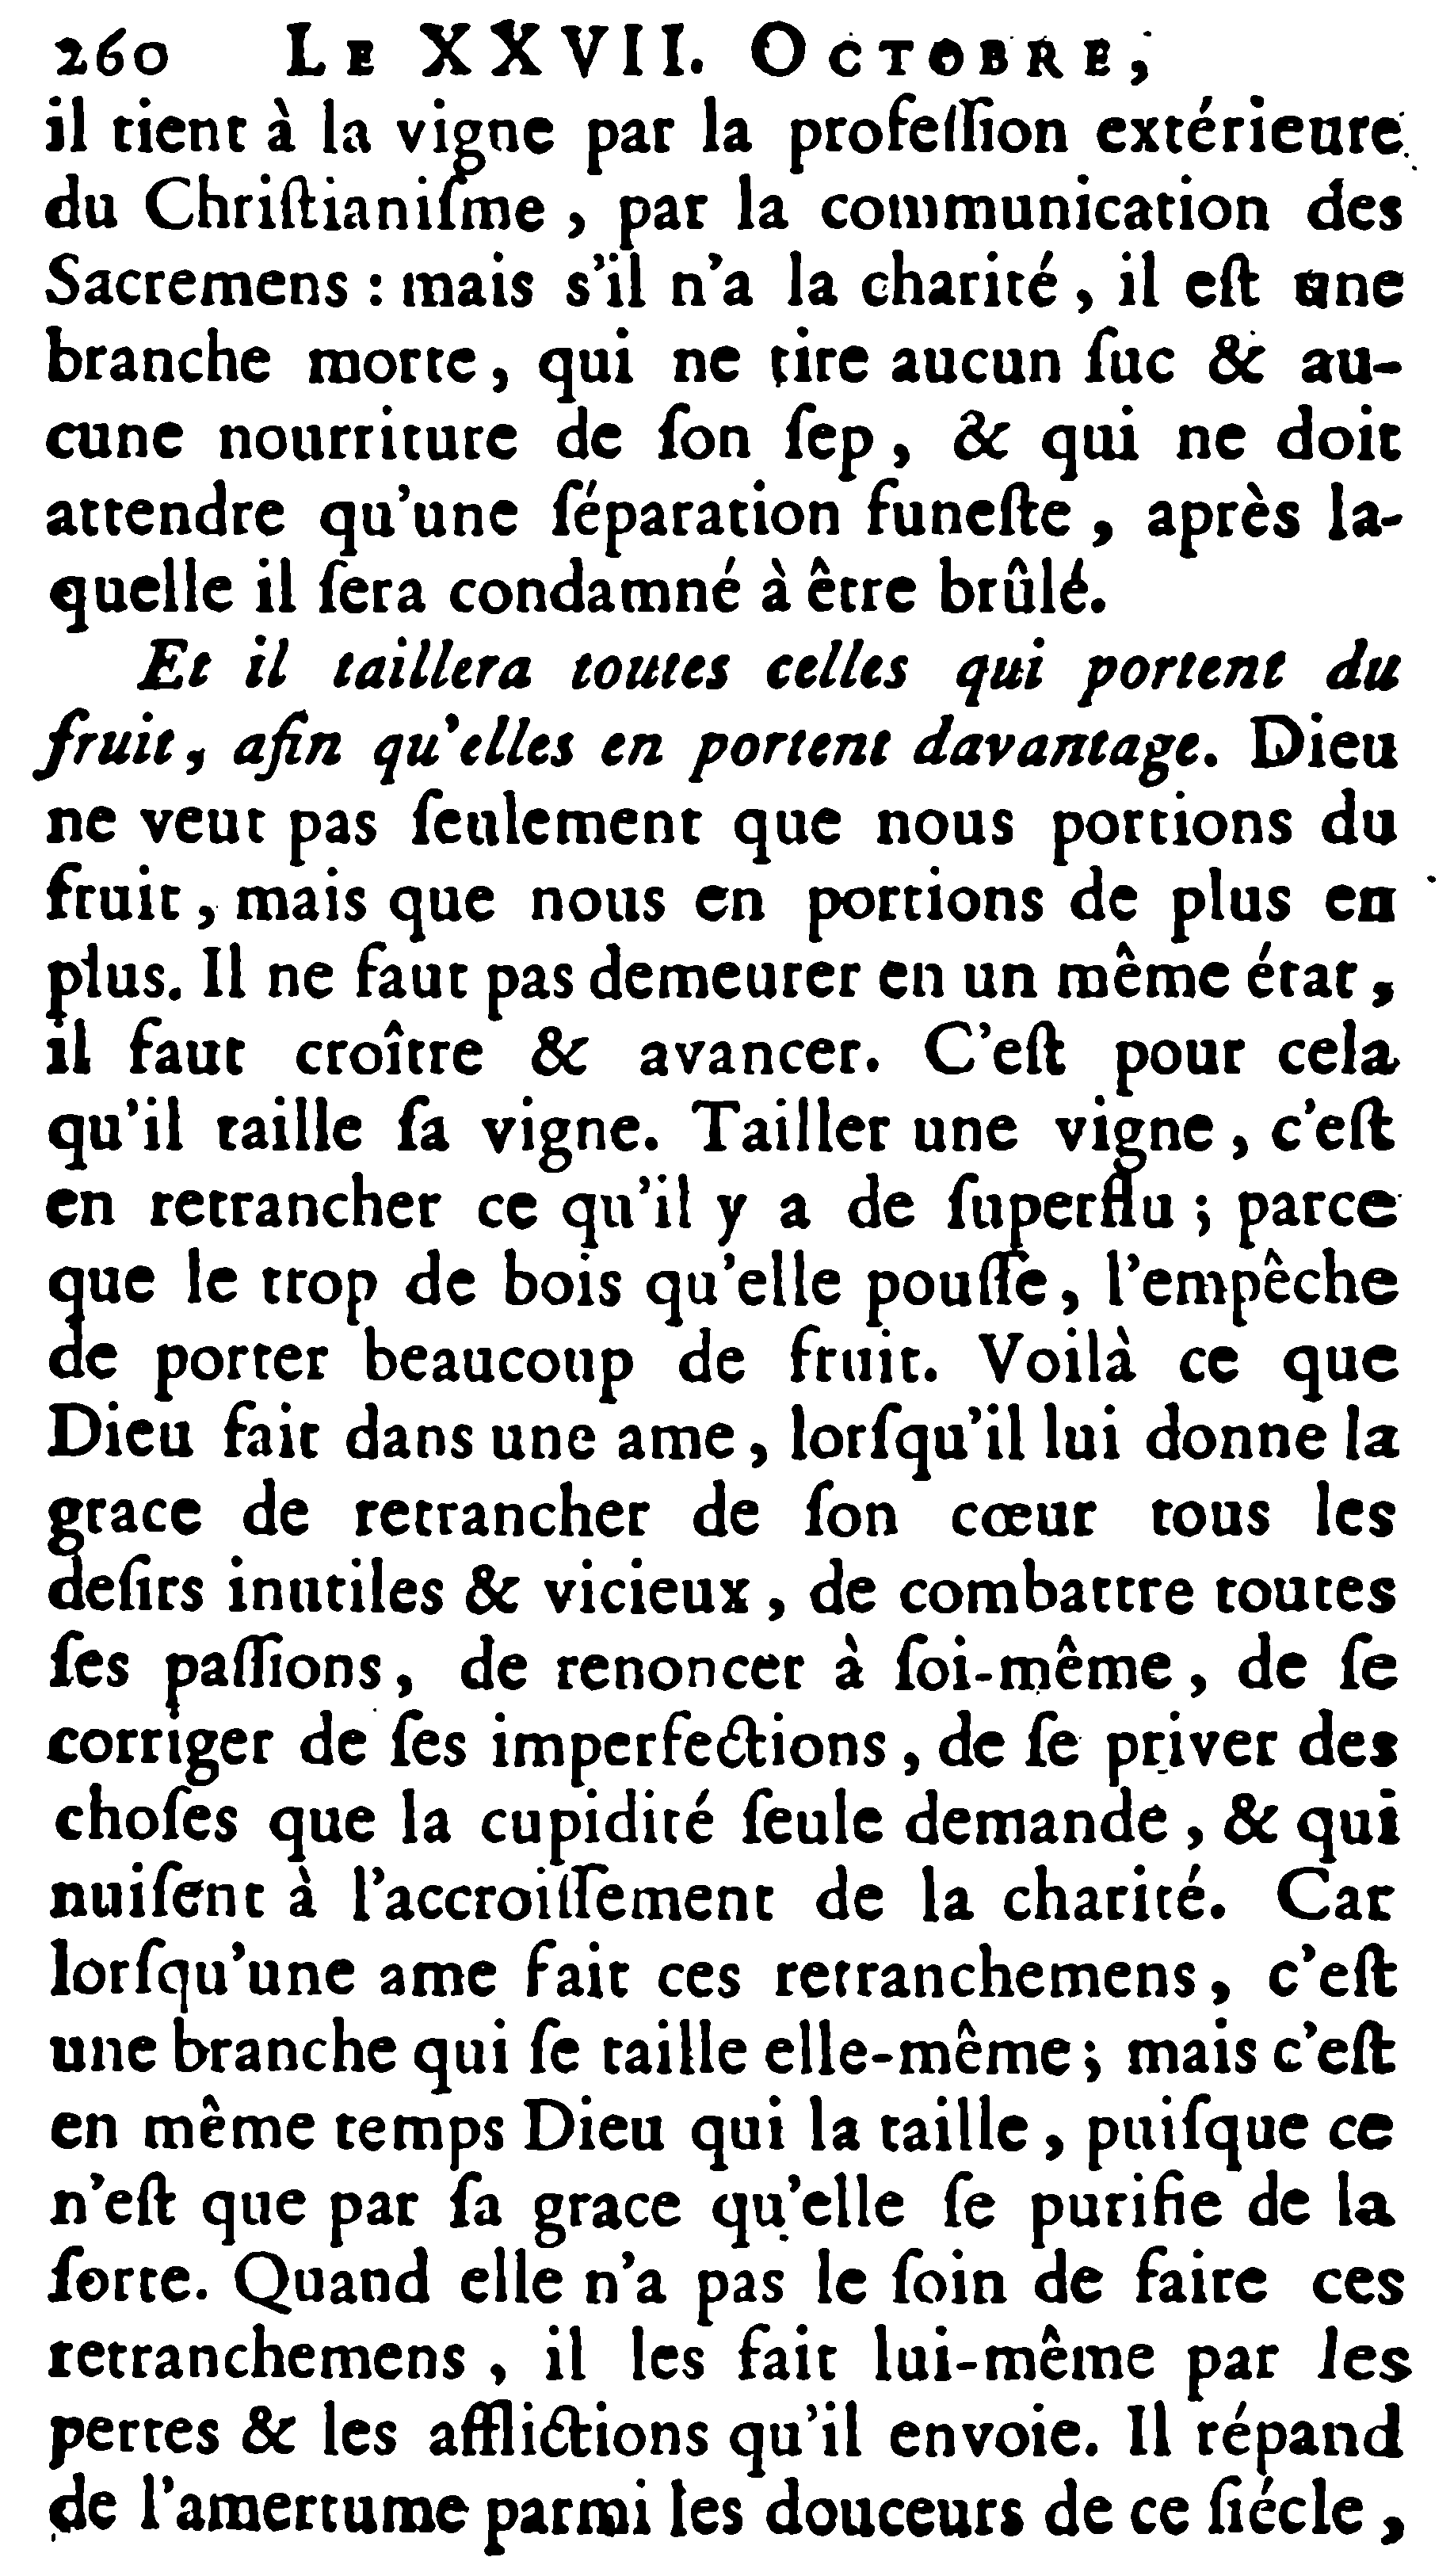 260 LE XXVII. OCTOBRE,
il tient à la vigne par la profeſſion extérieure
du Chriſtianiſme, par la communication des
Sacremens : mais s'il n'a la charité, il eſt une
branche morte, qui ne tire aucun ſuc & au-
cune nourriture de ſon ſep, & qui ne doit
attendre qu'une ſéparation funeſte, après la-
quelle il ſera condamné à être brûlé.
Et il taillera toutes celles qui portent du
fruit, afin qu'elles en portent davantage. Dieu
ne veut pas ſeulement que nous portions du
fruit, mais que nous en portions de plus en
plus. Il ne faut pas demeurer en un même état,
il faut croître & avancer. C'eſt pour cela
qu'il taille ſa vigne. Tailler une vigne, c'eſt
en retrancher ce qu'il y a de ſuperflu ; parce
que le trop de bois qu'elle pouſſe, l'empêche
de porter beaucoup de fruit. Voilà ce que
Dieu fait dans une ame, lorſqu'il lui donne la
grace de retrancher de ſon cœur tous les
deſirs inutiles & vicieux, de combattre toutes
ſes paſſions, de renoncer à ſoi-même, de ſe
corriger de ſes imperfections, de ſe priver des
choſes que la cupidité ſeule demande, & qui
nuiſent à l'accroiſſement de la charité. Car
lorſqu'une ame fait ces retranchemens, c'eſt
une branche qui ſe taille elle-même ; mais c'eſt
en même temps Dieu qui la taille, puiſque ce
n'eſt que par ſa grace qu'elle ſe purifie de la
ſorte. Quand elle n'a pas le ſoin de faire ces
retranchemens, il les fait lui-même par les
pertes & les afflictions qu'il envoie. Il répand
de l'amertume parmi les douceurs de ce ſiécle,